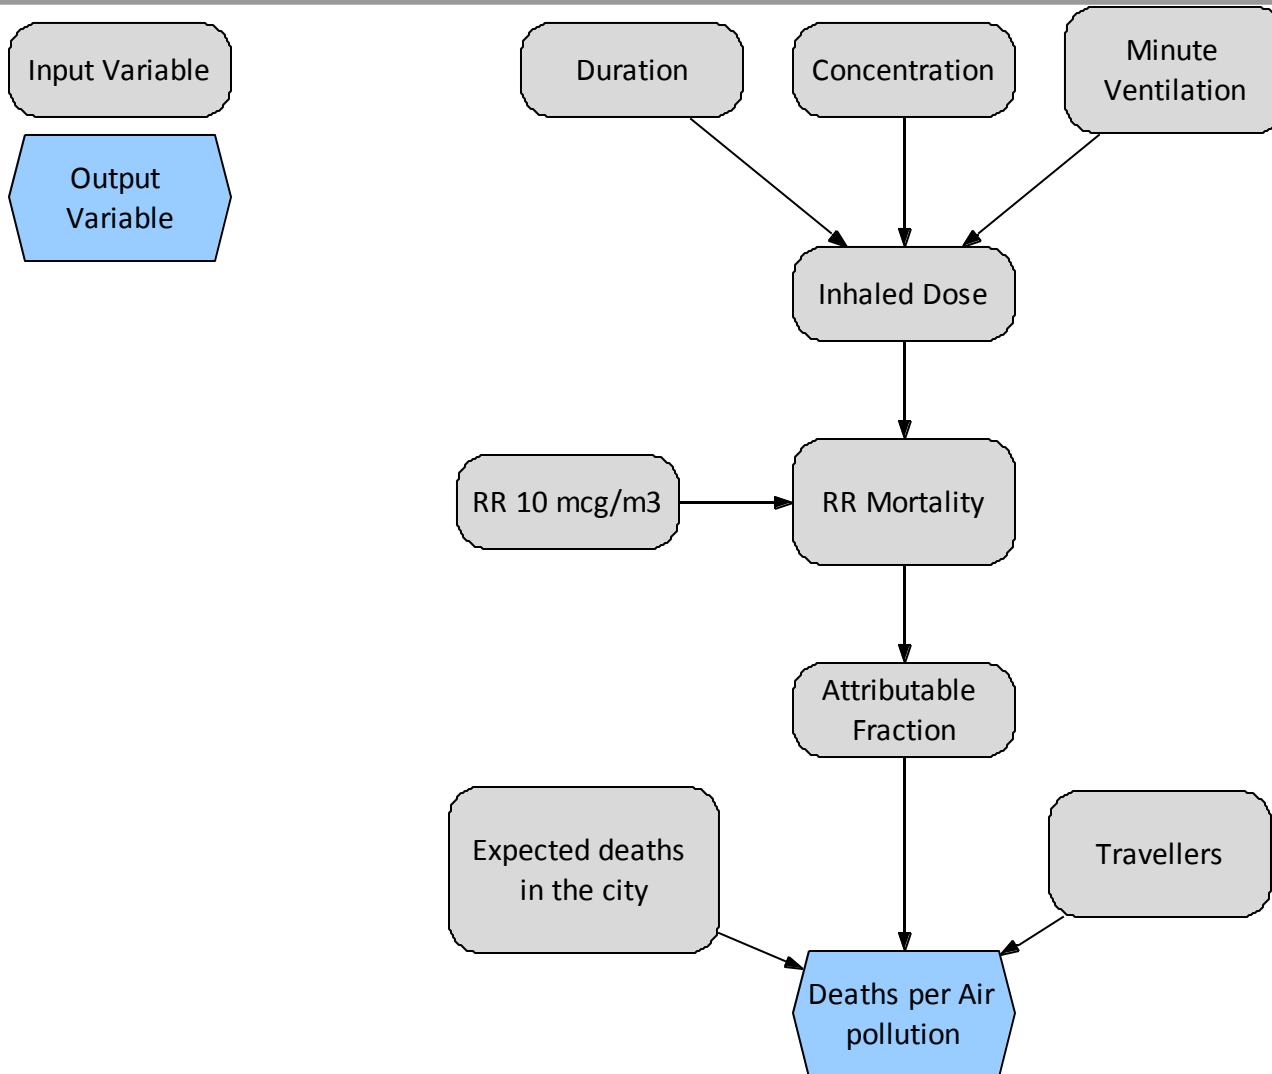 Input Variable
Output
Variable
Duration
Concentration
Minute
Ventilation
Inhaled Dose
RR 10 mcg/m3
RR Mortality
Attributable
Fraction
Expected deaths
in the city
Travellers
Deaths per Air
pollution